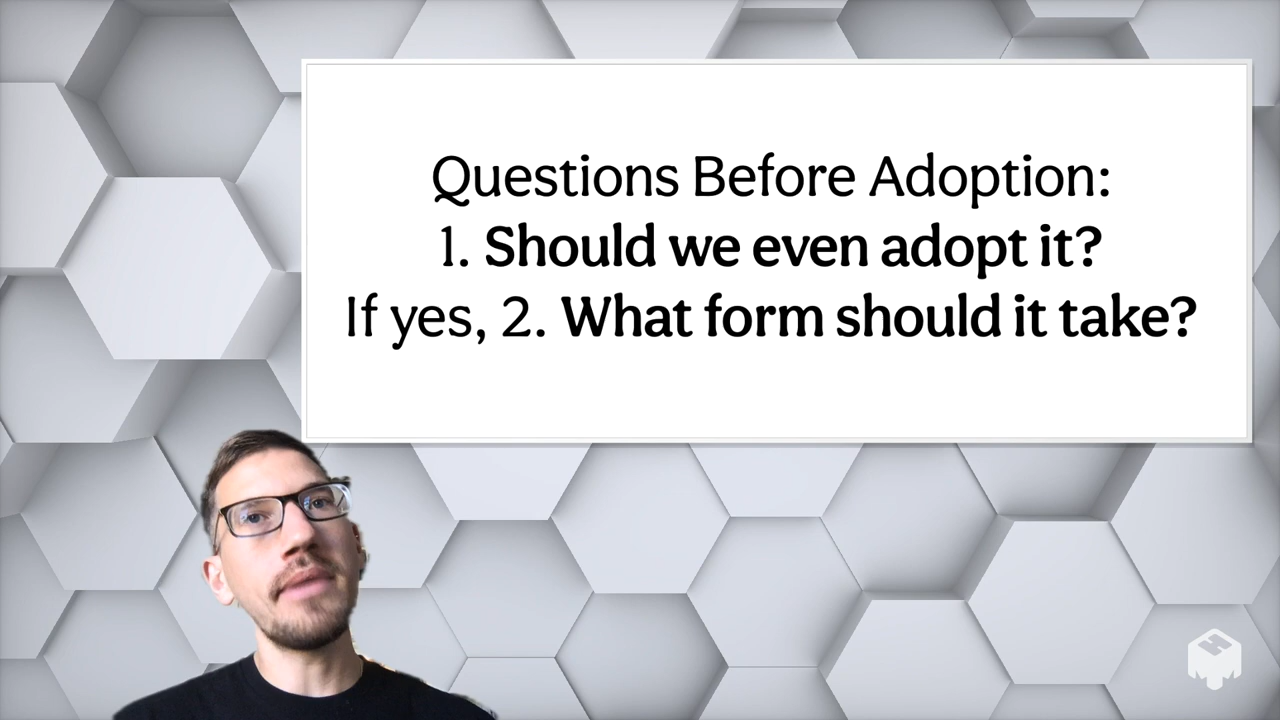 Questions Before Adoption:
1. Should we even adopt it?
If yes, 2. What form should it take?